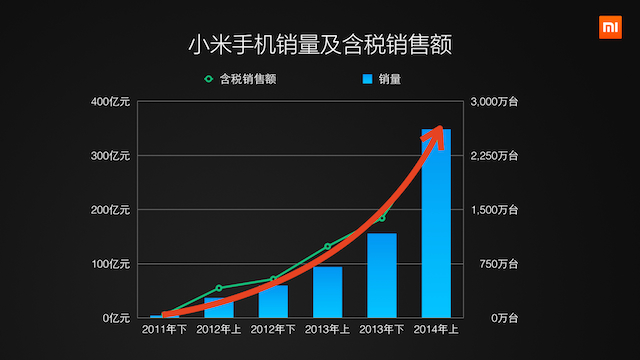 mi
小米手机销量及含税销售额
含税销售额 销量
400亿元 3,000万台
300亿元 2,250万台
200亿元 1,500万台
100亿元 750万台
0亿元 0万台
2011年下 2012年上 2012年下 2013年上 2013年下 2014年上